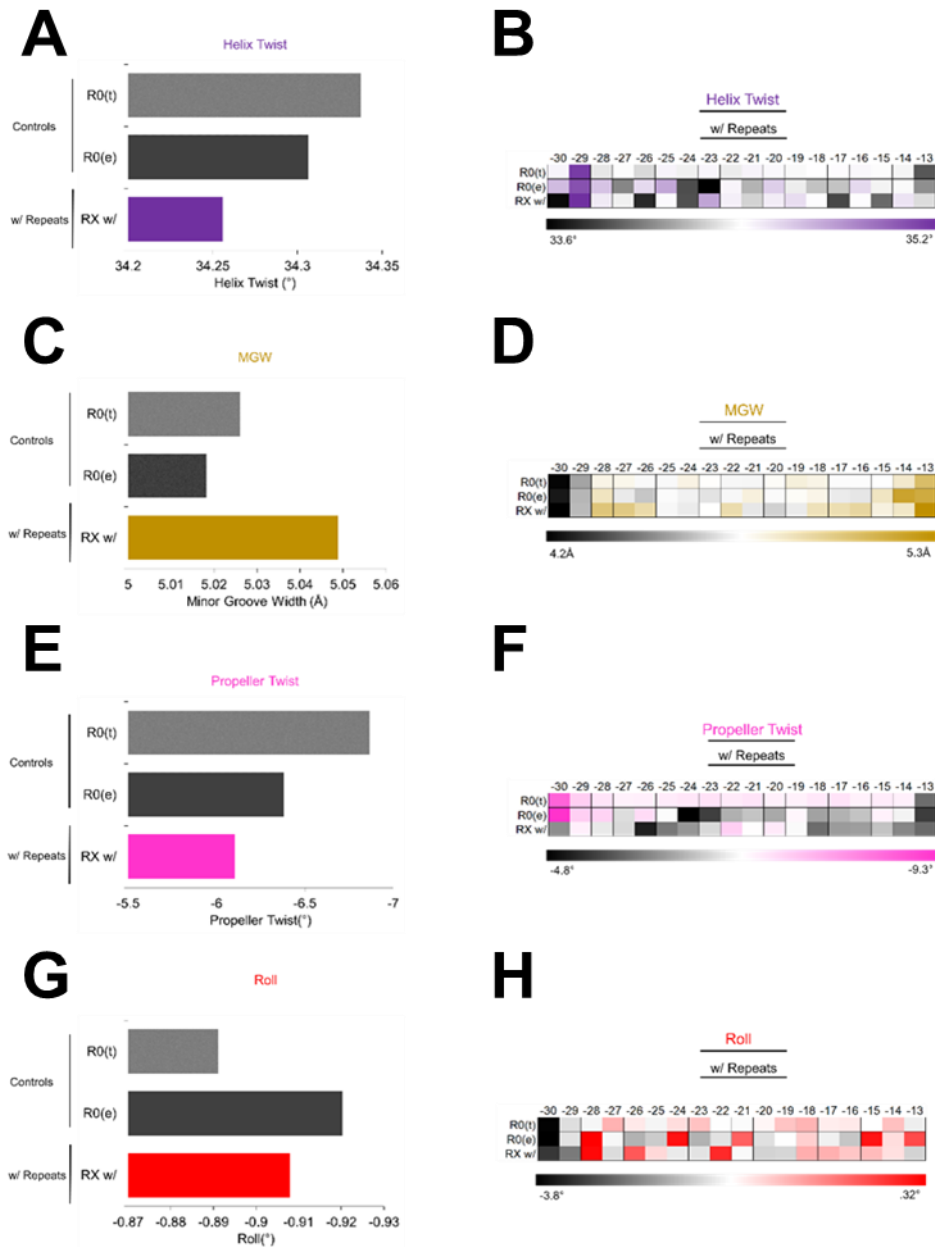 A
Helix Twist
Controls
R0(t)
R0(e)
w/ Repeats
RX w/
34.2 34.25 34.3 34.35
Helix Twist (°)
B
Helix Twist
w/ Repeats
-30 -29 -28 -27 -26 -25 -24 -23 -22 -21 -20 -19 -18 -17 -16 -15 -14 -13
R0(t)
R0(e)
RX w/
33.6° 35.2°
C
MGW
Controls
R0(t)
R0(e)
w/ Repeats
RX w/
5 5.01 5.02 5.03 5.04 5.05 5.06
Minor Groove Width (Å)
D
MGW
w/ Repeats
-30 -29 -28 -27 -26 -25 -24 -23 -22 -21 -20 -19 -18 -17 -16 -15 -14 -13
R0(t)
R0(e)
RX w/
4.2Å 5.3Å
E
Propeller Twist
Controls
R0(t)
R0(e)
w/ Repeats
RX w/
-5.5 -6 -6.5 -7
Propeller Twist(°)
F
Propeller Twist
w/ Repeats
-30 -29 -28 -27 -26 -25 -24 -23 -22 -21 -20 -19 -18 -17 -16 -15 -14 -13
R0(t)
R0(e)
RX w/
-4.8° -9.3°
G
Roll
Controls
R0(t)
R0(e)
w/ Repeats
RX w/
-0.87 -0.88 -0.89 -0.9 -0.91 -0.92 -0.93
Roll(°)
H
Roll
w/ Repeats
-30 -29 -28 -27 -26 -25 -24 -23 -22 -21 -20 -19 -18 -17 -16 -15 -14 -13
R0(t)
R0(e)
RX w/
-3.8° .32°